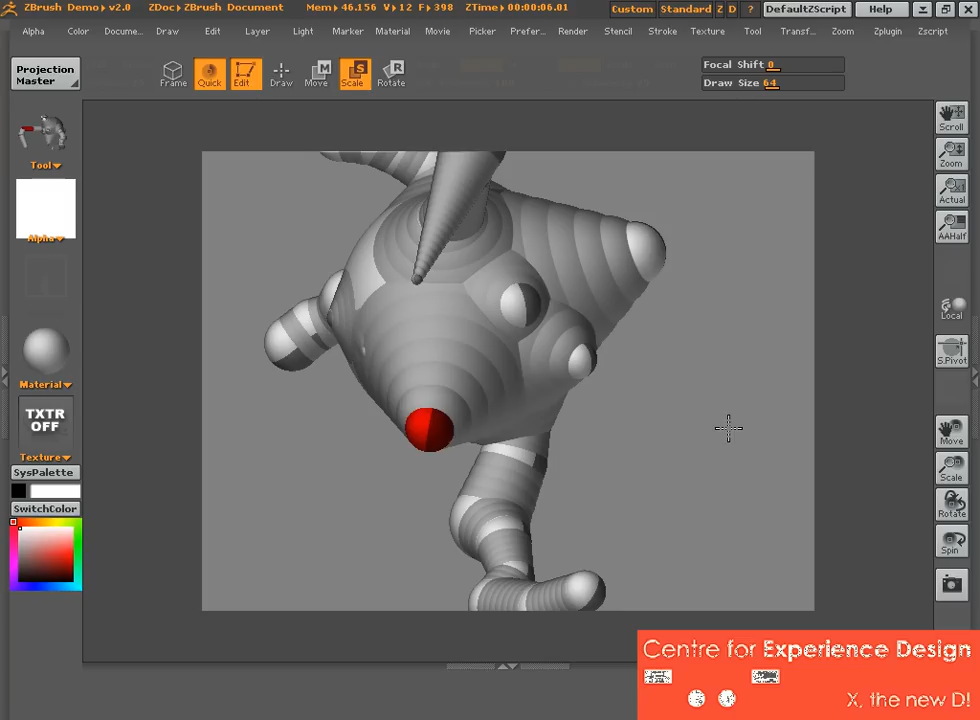 ZBrush Demo v2.0 ZDoc ZBrush Document Mem 46.156 V 12 F 398 ZTime 00:00:06.01 Custom Standard Z D ? DefaultZScript Help
Alpha Color Docume... Draw Edit Layer Light Marker Material Movie Picker Prefer... Render Stencil Stroke Texture Tool Transf... Zoom Zplugin Zscript
Projection
Master
Frame Quick Edit Draw Move Scale Rotate
M
S
R
Focal Shift 0
Draw Size 64
Tool
Alpha
Material
TXTR
OFF
Texture
SysPalette
SwitchColor
Scroll
Zoom
Actual
AAHalf
Local
S.Pivot
Move
Scale
Rotate
Spin
Centre for Experience Design
X, the new D!